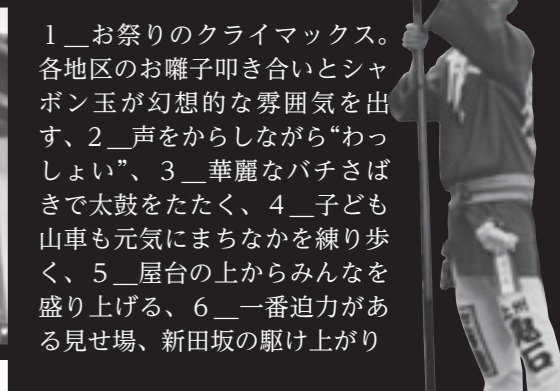 1__お祭りのクライマックス。
各地区のお囃子叩き合いとシャ
ボン玉が幻想的な雰囲気を出
す、2__声をからしながら“わっ
しょい”、3__華麗なバチさば
きで太鼓をたたく、4__子ども
山車も元気にまちなかを練り歩
く、5__屋台の上からみんなを
盛り上げる、6__一番迫力があ
る見せ場、新田坂の駆け上がり